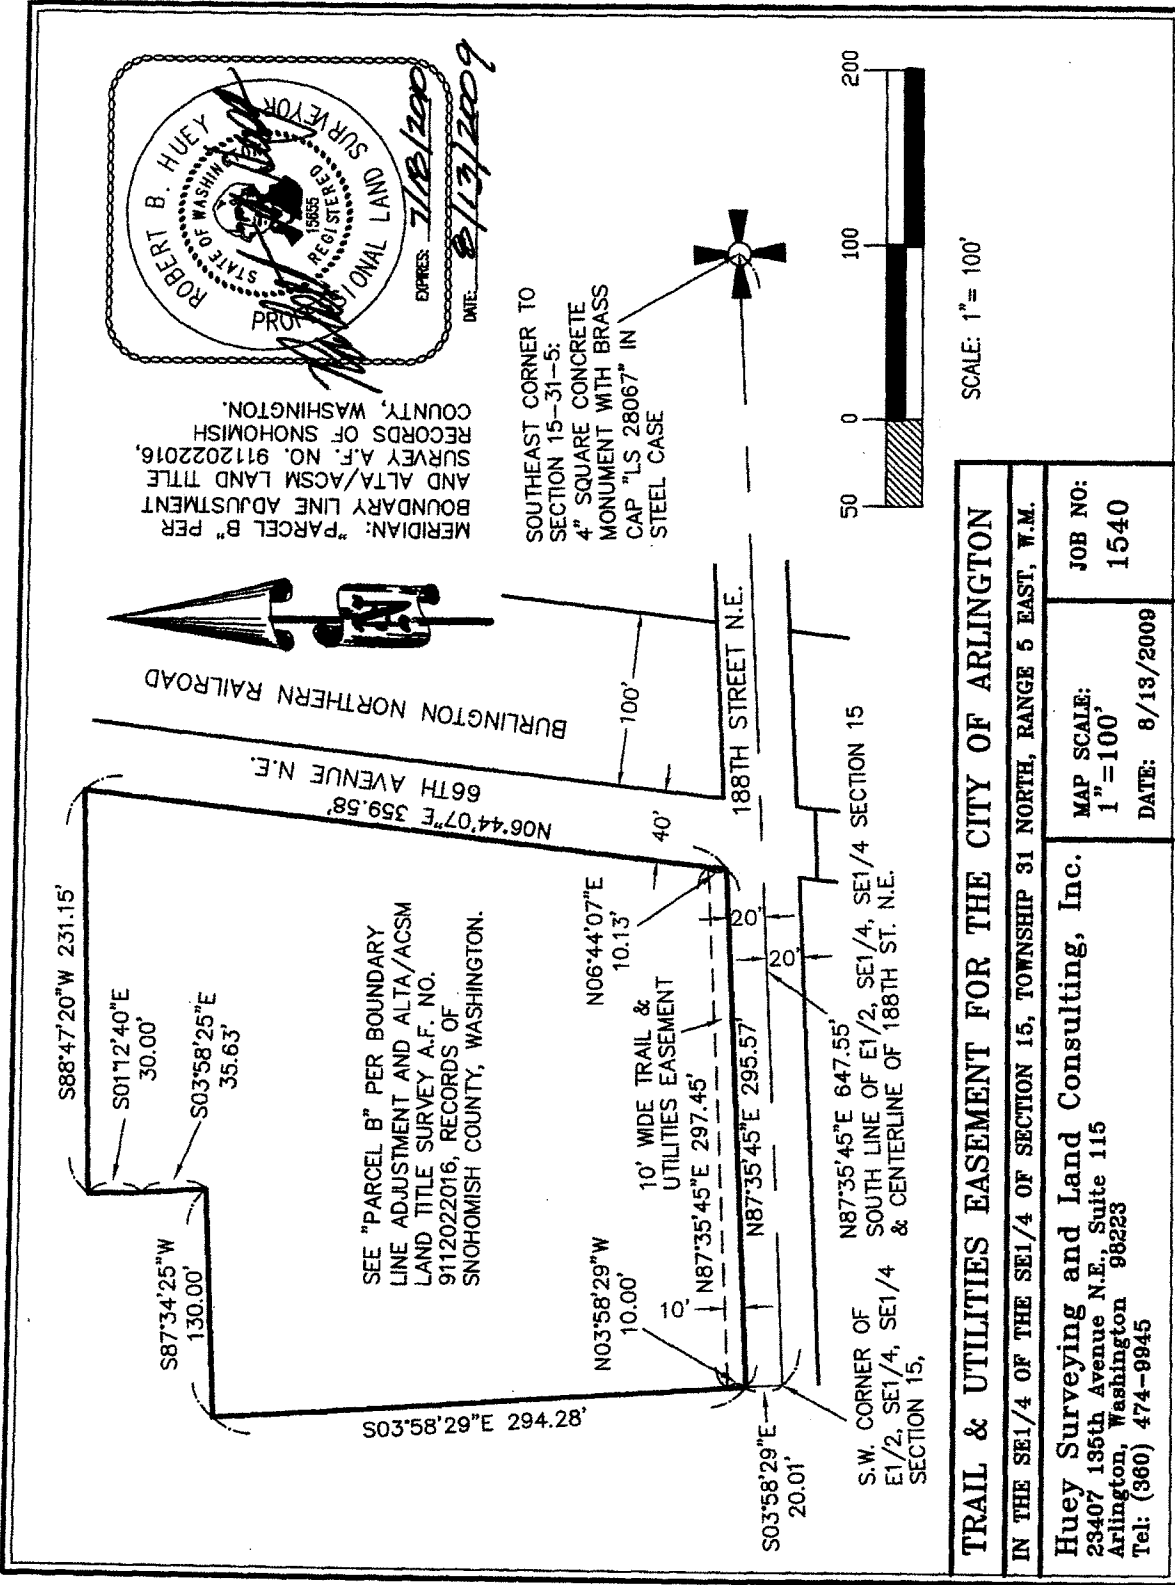 S88°47'20"W 231.15'
S01°12'40"E
30.00'
S03°58'25"E
35.63'
S87°34'25"W
130.00'
S03°58'29"E 294.28'
SEE "PARCEL B" PER BOUNDARY
LINE ADJUSTMENT AND ALTA/ACSM
LAND TITLE SURVEY A.F. NO.
9112022016, RECORDS OF
SNOHOMISH COUNTY, WASHINGTON.
N06°44'07"E 359.58'
66TH AVENUE N.E.
BURLINGTON NORTHERN RAILROAD
N
MERIDIAN: "PARCEL B" PER
BOUNDARY LINE ADJUSTMENT
AND ALTA/ACSM LAND TITLE
SURVEY A.F. NO. 9112022016,
RECORDS OF SNOHOMISH
COUNTY, WASHINGTON.
ROBERT B. HUEY
STATE OF WASHINGTON
15655
REGISTERED
PROFESSIONAL LAND SURVEYOR
EXPIRES: 7/18/2010
DATE: 8/13/2009
SOUTHEAST CORNER TO
SECTION 15-31-5:
4" SQUARE CONCRETE
MONUMENT WITH BRASS
CAP "LS 28067" IN
STEEL CASE
100'
40'
N06°44'07"E
10.13'
10' WIDE TRAIL &
UTILITIES EASEMENT
N03°58'29"W
10.00'
10'
N87°35'45"E 297.45'
N87°35'45"E 295.57'
20'
20'
188TH STREET N.E.
S03°58'29"E
20.01'
S.W. CORNER OF
E1/2, SE1/4, SE1/4
SECTION 15,
N87°35'45"E 647.55'
SOUTH LINE OF E1/2, SE1/4, SE1/4 SECTION 15
& CENTERLINE OF 188TH ST. N.E.
50 0 100 200
SCALE: 1"= 100'
TRAIL & UTILITIES EASEMENT FOR THE CITY OF ARLINGTON
IN THE SE1/4 OF THE SE1/4 OF SECTION 15, TOWNSHIP 31 NORTH, RANGE 5 EAST, W.M.
Huey Surveying and Land Consulting, Inc.
23407 135th Avenue N.E., Suite 115
Arlington, Washington 98223
Tel: (360) 474-9945
MAP SCALE:
1"=100'
DATE: 8/13/2009
JOB NO:
1540